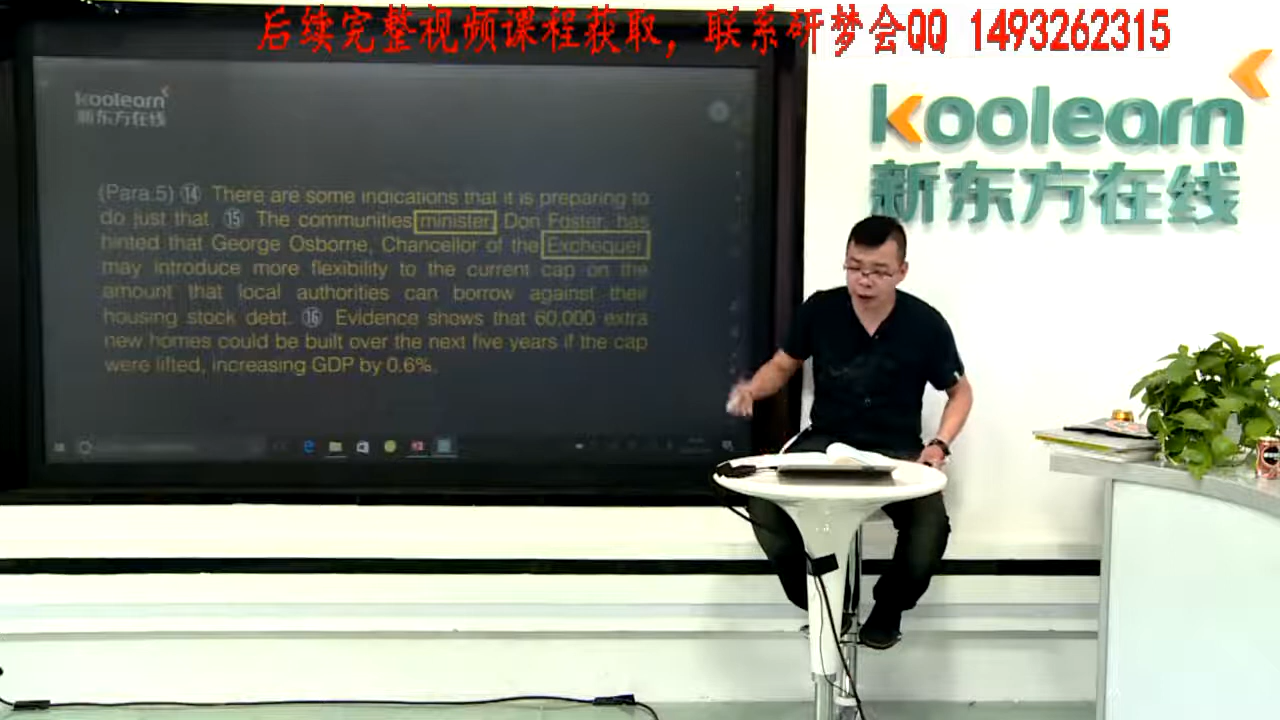 后续完整视频课程获取，联系研梦会QQ 1493262315
koolearn
新东方在线
koolearn
新东方在线
(Para.5) ⑭ There are some indications that it is preparing to
do just that. ⑮ The communities minister, Don Foster, has
hinted that George Osborne, Chancellor of the Exchequer,
may introduce more flexibility to the current cap on the
amount that local authorities can borrow against their
housing stock debt. ⑯ Evidence shows that 60,000 extra
new homes could be built over the next five years if the cap
were lifted, increasing GDP by 0.6%.